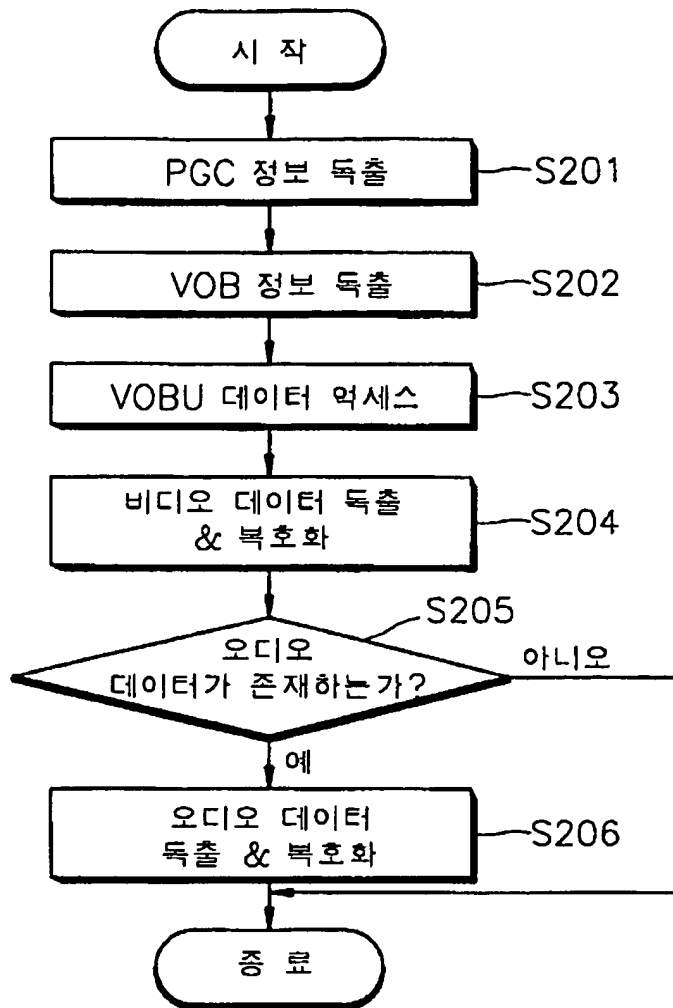 시 작
PGC 정보 독출
S201
VOB 정보 독출
S202
VOBU 데이터 억세스
S203
비디오 데이터 독출
& 복호화
S204
S205
오디오
데이터가 존재하는가?
아니오
예
오디오 데이터
독출 & 복호화
S206
종 료